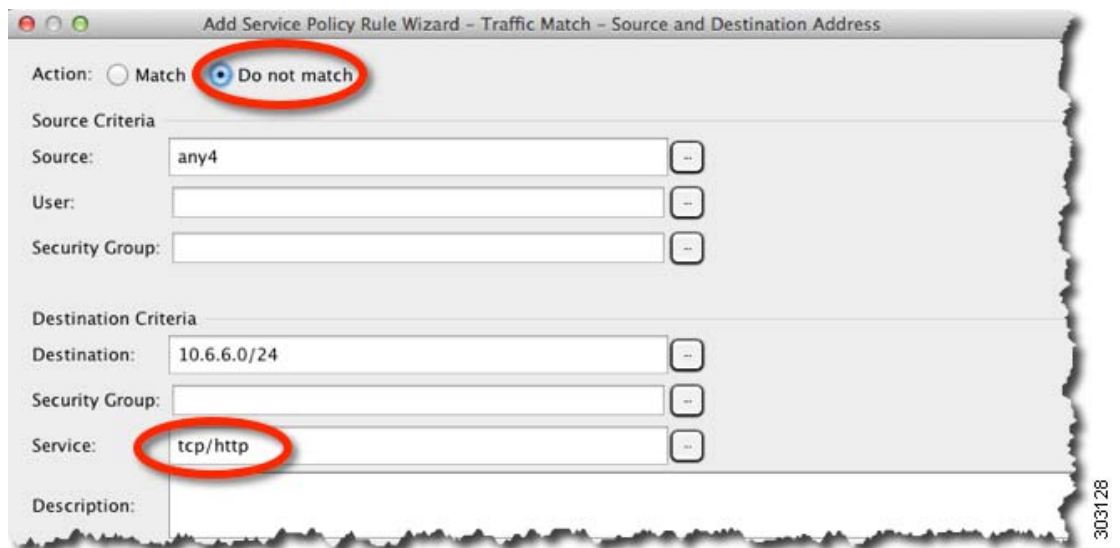 Add Service Policy Rule Wizard – Traffic Match – Source and Destination Address
Action: Match Do not match
Source Criteria
Source: any4 ...
User: ...
Security Group: ...
Destination Criteria
Destination: 10.6.6.0/24 ...
Security Group: ...
Service: tcp/http ...
Description:
303128